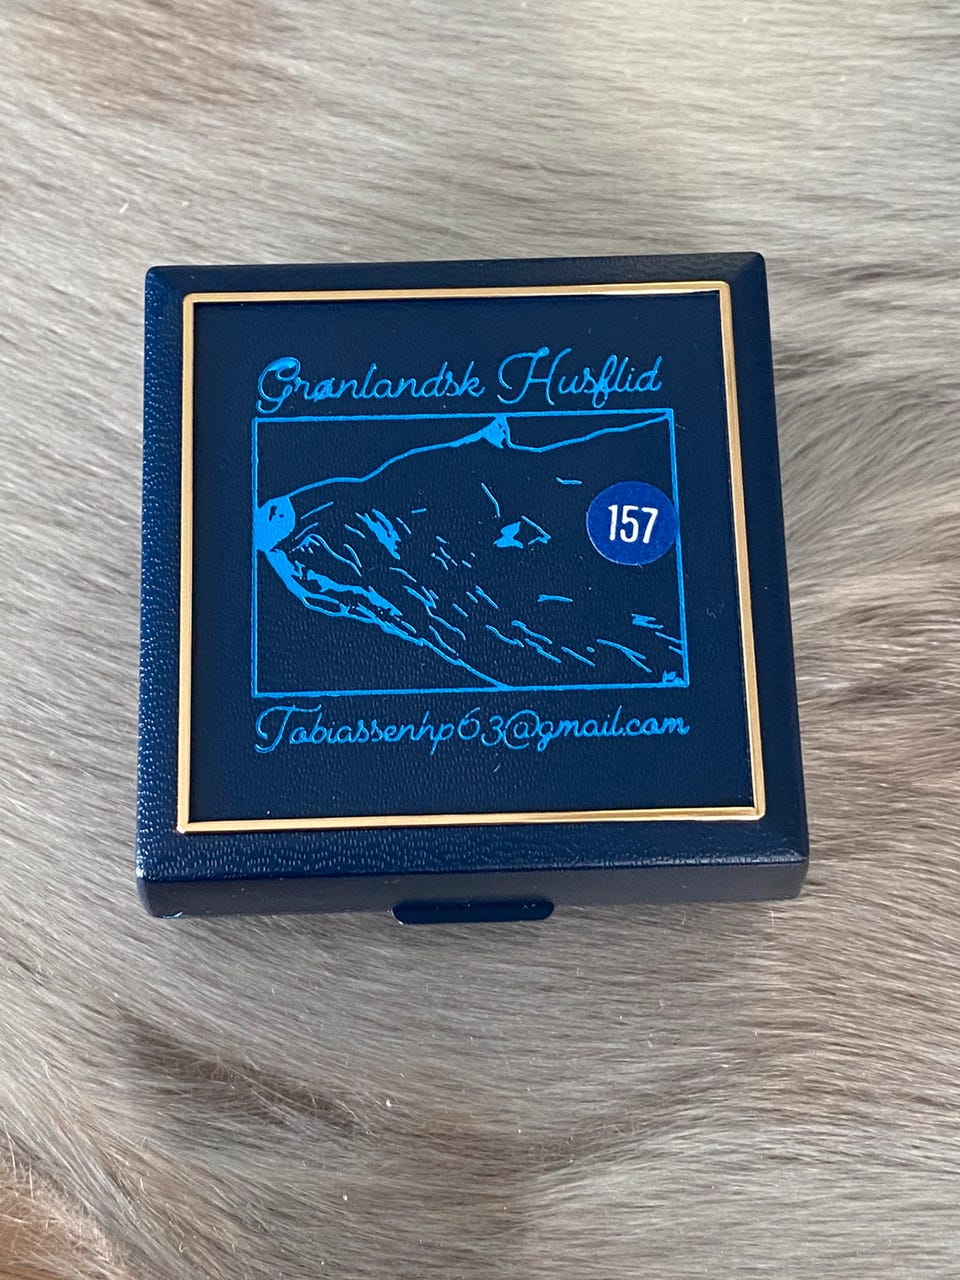 Grønlandsk Husflid
157
Tobiassenhp63@gmail.com